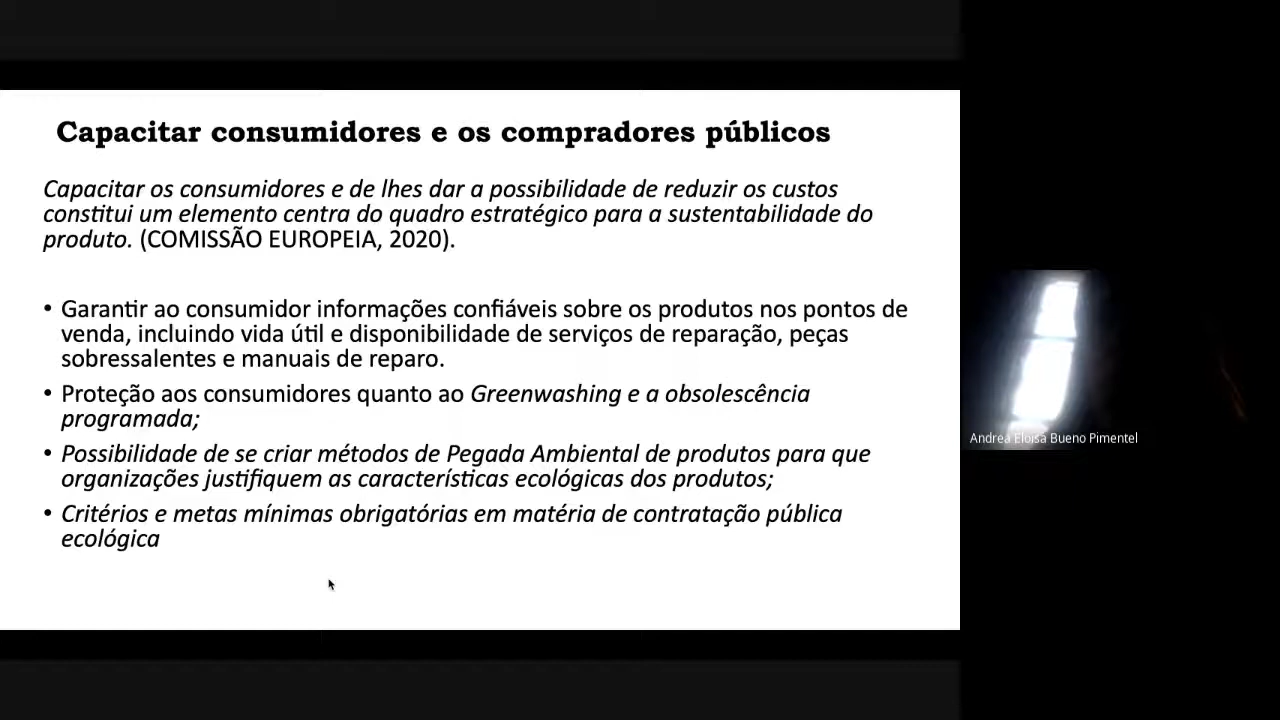 Capacitar consumidores e os compradores públicos
Capacitar os consumidores e de lhes dar a possibilidade de reduzir os custos
constitui um elemento centra do quadro estratégico para a sustentabilidade do
produto. (COMISSÃO EUROPEIA, 2020).
• Garantir ao consumidor informações confiáveis sobre os produtos nos pontos de
venda, incluindo vida útil e disponibilidade de serviços de reparação, peças
sobressalentes e manuais de reparo.
• Proteção aos consumidores quanto ao Greenwashing e a obsolescência
programada;
• Possibilidade de se criar métodos de Pegada Ambiental de produtos para que
organizações justifiquem as características ecológicas dos produtos;
• Critérios e metas mínimas obrigatórias em matéria de contratação pública
ecológica
Andrea Eloisa Bueno Pimentel